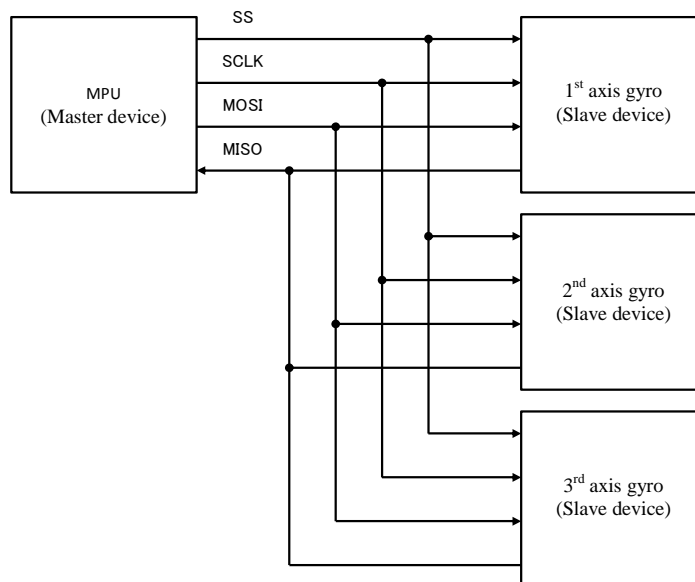 SS
SCLK
MOSI
MISO
MPU
(Master device)
1st axis gyro
(Slave device)
2nd axis gyro
(Slave device)
3rd axis gyro
(Slave device)